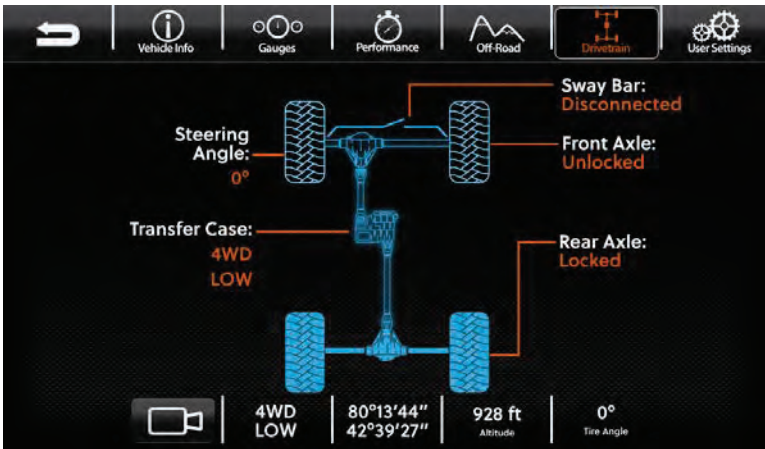 Vehicle Info
Gauges
Performance
Off-Road
Drivetrain
User Settings
Sway Bar:
Disconnected
Steering
Angle:
0°
Front Axle:
Unlocked
Transfer Case:
4WD
LOW
Rear Axle:
Locked
4WD
LOW
80°13'44"
42°39'27"
928 ft
Altitude
0°
Tire Angle